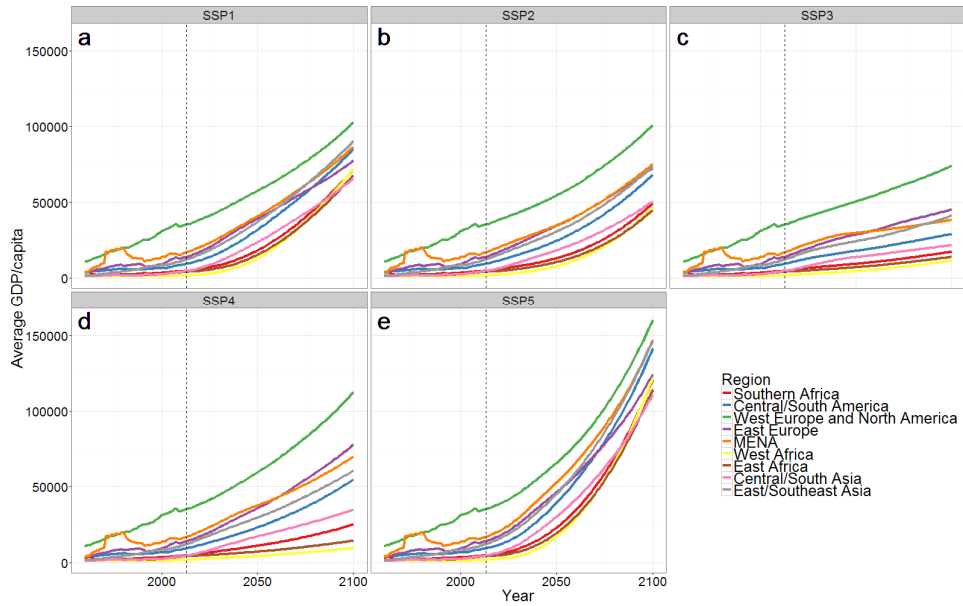 SSP1
SSP2
SSP3
a
b
c
150000
100000
50000
0
SSP4
SSP5
d
e
150000
100000
50000
0
Average GDP/capita
2000
2050
2100
2000
2050
2100
Year
Region
Southern Africa
Central/South America
West Europe and North America
East Europe
MENA
West Africa
East Africa
Central/South Asia
East/Southeast Asia